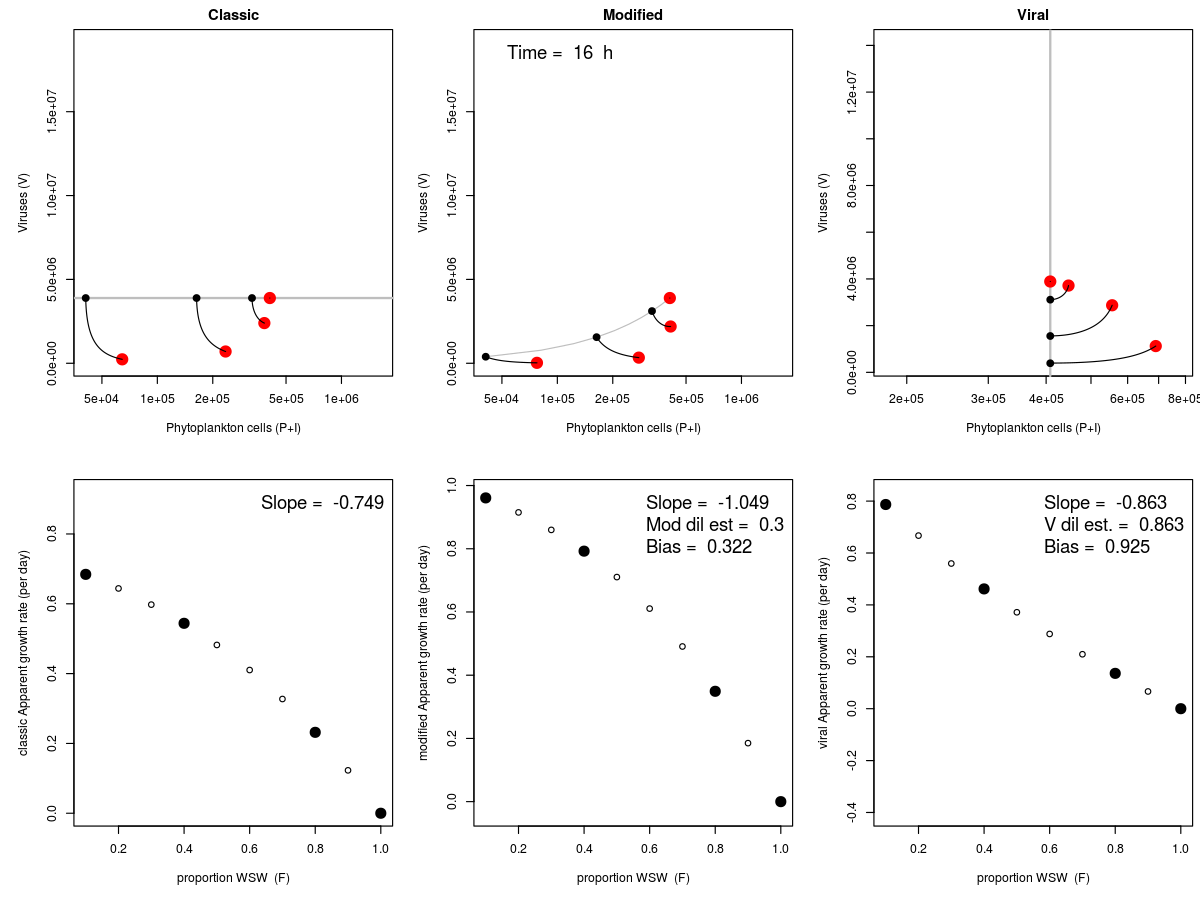 Classic
Modified
Viral
Time =  16  h
Viruses (V)
0.0e+00
5.0e+06
1.0e+07
1.5e+07
5e+04 1e+05 2e+05 5e+05 1e+06
Phytoplankton cells (P+I)
Viruses (V)
0.0e+00
5.0e+06
1.0e+07
1.5e+07
5e+04 1e+05 2e+05 5e+05 1e+06
Phytoplankton cells (P+I)
Viruses (V)
0.0e+00
4.0e+06
8.0e+06
1.2e+07
2e+05 3e+05 4e+05 6e+05 8e+05
Phytoplankton cells (P+I)
Slope =  -0.749
classic Apparent growth rate (per day)
0.0
0.2
0.4
0.6
0.8
0.2 0.4 0.6 0.8 1.0
proportion WSW  (F)
Slope =  -1.049
Mod dil est =  0.3
Bias =  0.322
modified Apparent growth rate (per day)
0.0
0.2
0.4
0.6
0.8
1.0
0.2 0.4 0.6 0.8 1.0
proportion WSW  (F)
Slope =  -0.863
V dil est. =  0.863
Bias =  0.925
viral Apparent growth rate (per day)
-0.4
-0.2
0.0
0.2
0.4
0.6
0.8
0.2 0.4 0.6 0.8 1.0
proportion WSW  (F)